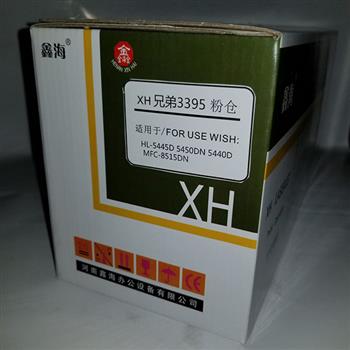 鑫海®
金
XH 兄弟3395 粉仓
适用于/FOR USE WISH:
HL-5445D 5450DN 5440D
MFC-8515DN
XH
河南鑫海办公设备有限公司